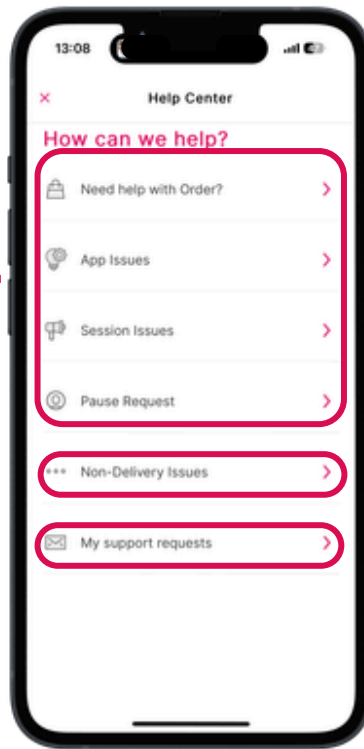 13:08
Help Center
How can we help?
Need help with Order?
App Issues
Session Issues
Pause Request
Non-Delivery Issues
My support requests